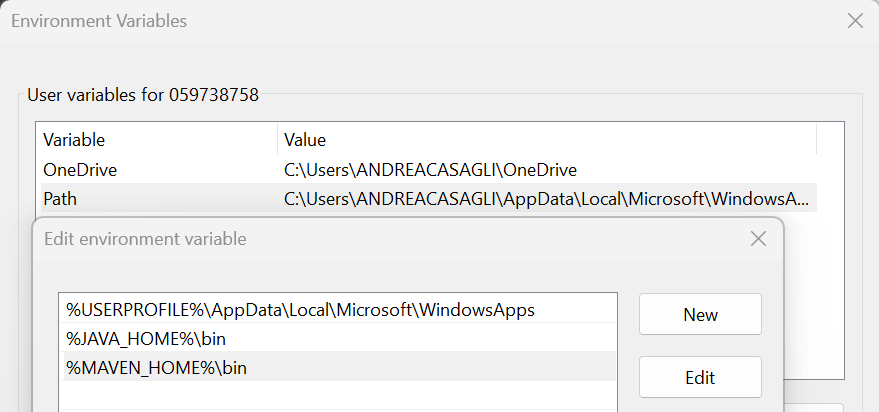 Environment Variables
User variables for 059738758
Variable Value
OneDrive C:\Users\ANDREACASAGLI\OneDrive
Path C:\Users\ANDREACASAGLI\AppData\Local\Microsoft\WindowsA...
Edit environment variable
%USERPROFILE%\AppData\Local\Microsoft\WindowsApps
New
%JAVA_HOME%\bin
%MAVEN_HOME%\bin
Edit